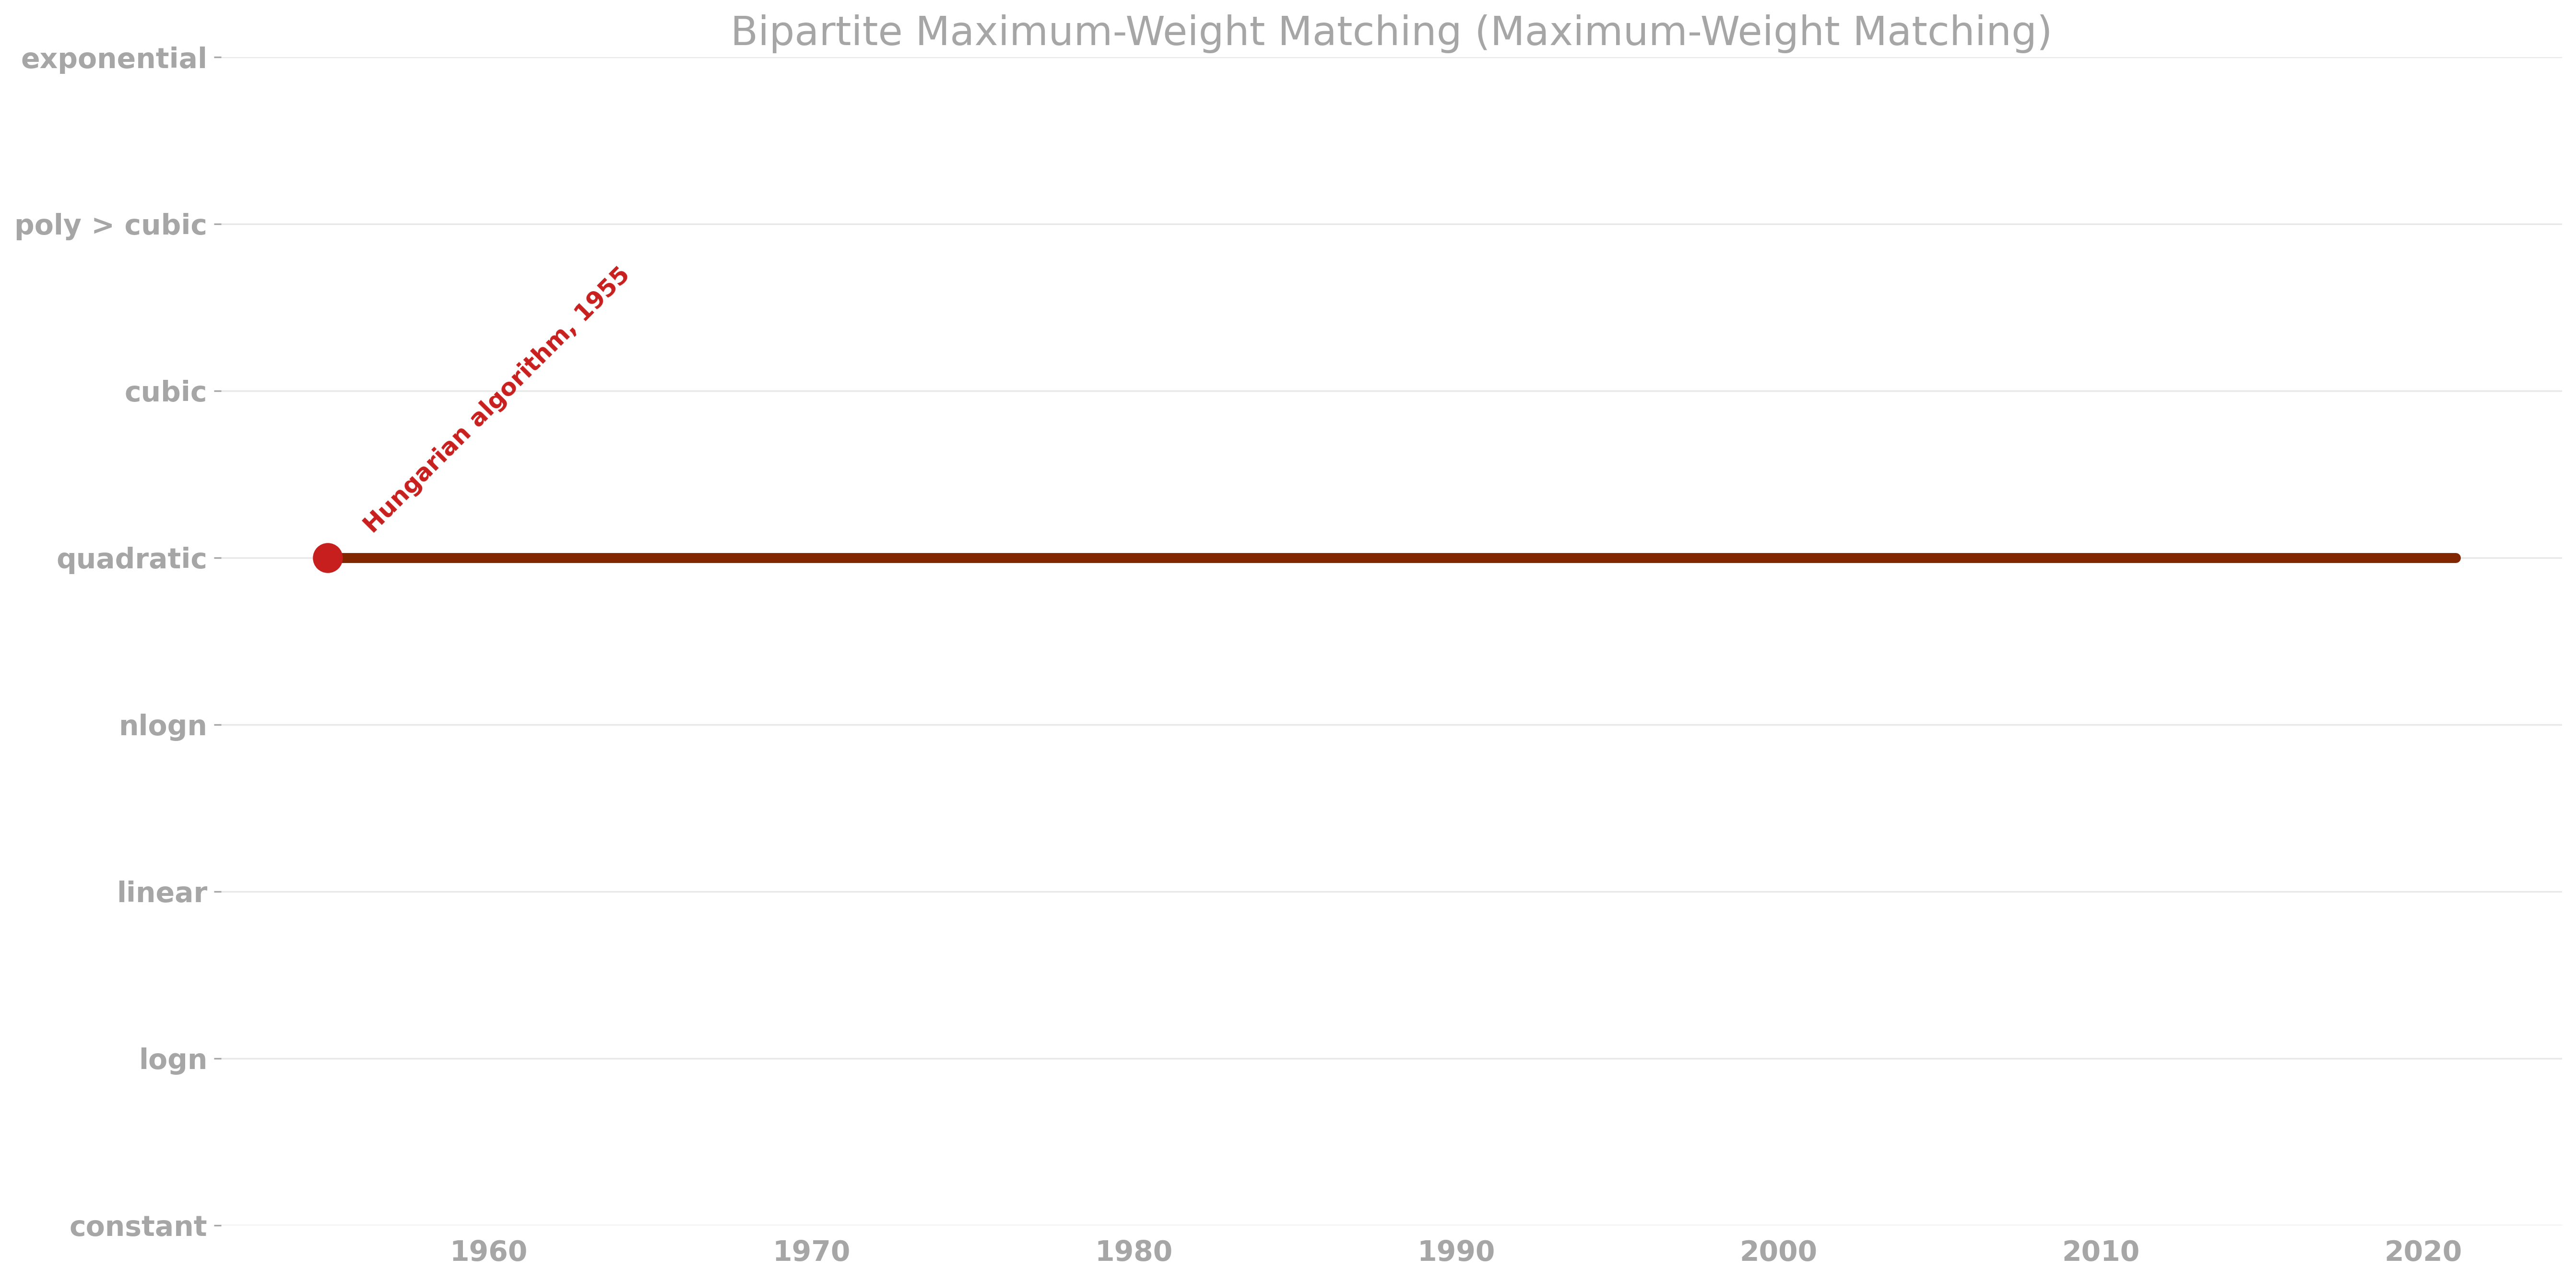 Bipartite Maximum-Weight Matching (Maximum-Weight Matching)
exponential
poly > cubic
cubic
quadratic
nlogn
linear
logn
constant
Hungarian algorithm, 1955
1960 1970 1980 1990 2000 2010 2020